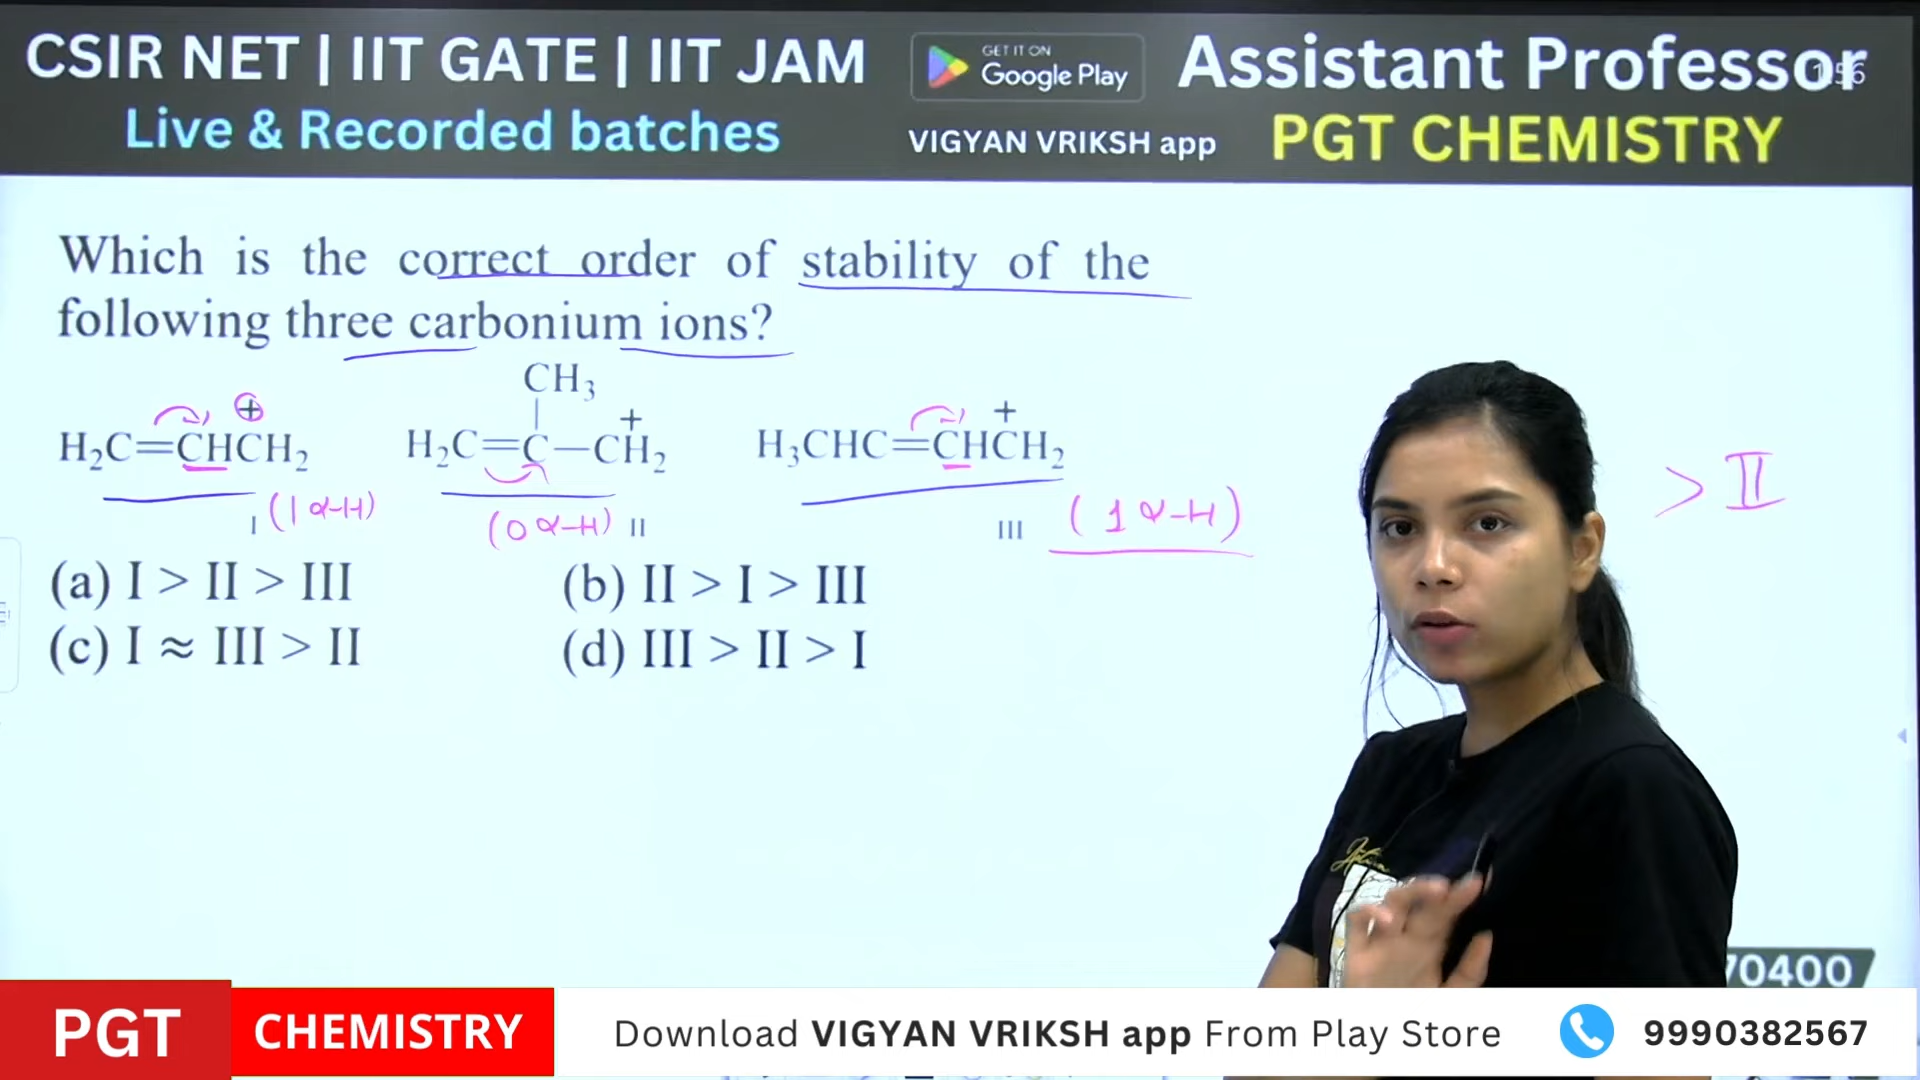 CSIR NET | IIT GATE | IIT JAM
Live & Recorded batches
GET IT ON
Google Play
VIGYAN VRIKSH app
Assistant Professor
PGT CHEMISTRY
Which is the correct order of stability of the
following three carbonium ions?
CH3
H2C=CHCH2 +
H2C=C—CH2 +
H3CHC=CHCH2 +
I (1 α-H)
(0 α-H) II
III (1 α-H)
> II
(a) I > II > III
(b) II > I > III
(c) I ≈ III > II
(d) III > II > I
70400
PGT CHEMISTRY
Download VIGYAN VRIKSH app From Play Store
9990382567